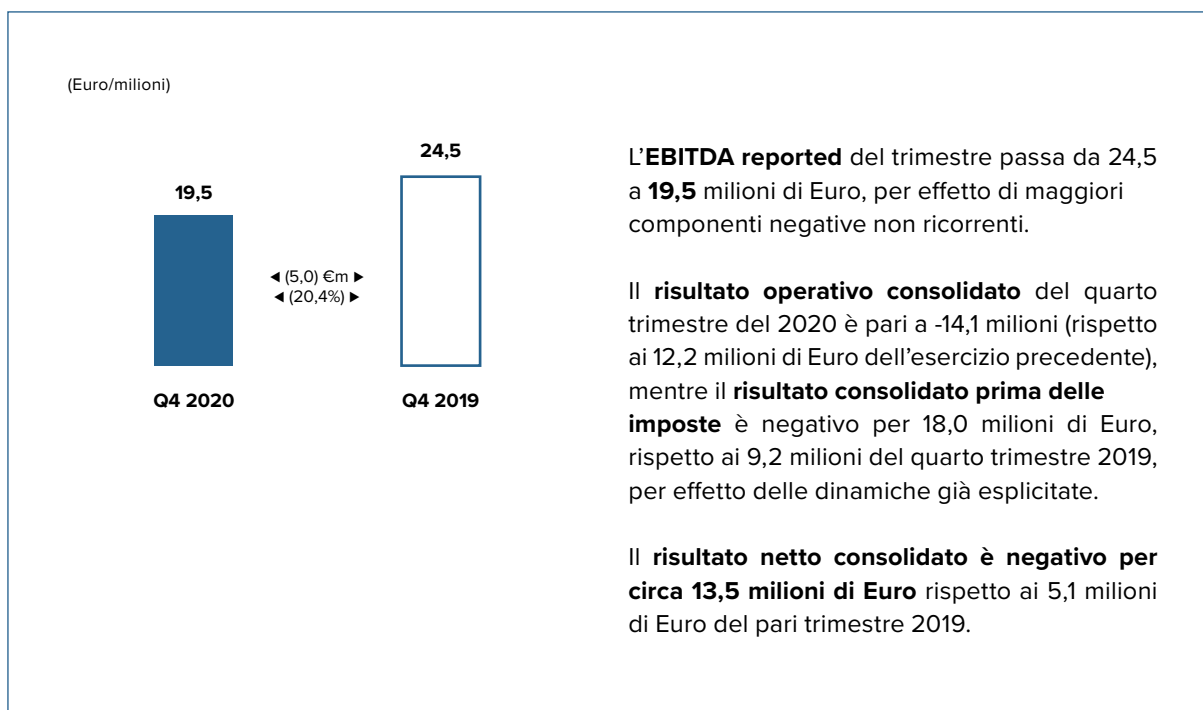 (Euro/milioni)
24,5
19,5
◄ (5,0) €m ►
◄ (20,4%) ►
Q4 2020
Q4 2019
L’EBITDA reported del trimestre passa da 24,5
a 19,5 milioni di Euro, per effetto di maggiori
componenti negative non ricorrenti.
Il risultato operativo consolidato del quarto
trimestre del 2020 è pari a -14,1 milioni (rispetto
ai 12,2 milioni di Euro dell’esercizio precedente),
mentre il risultato consolidato prima delle
imposte è negativo per 18,0 milioni di Euro,
rispetto ai 9,2 milioni del quarto trimestre 2019,
per effetto delle dinamiche già esplicitate.
Il risultato netto consolidato è negativo per
circa 13,5 milioni di Euro rispetto ai 5,1 milioni
di Euro del pari trimestre 2019.